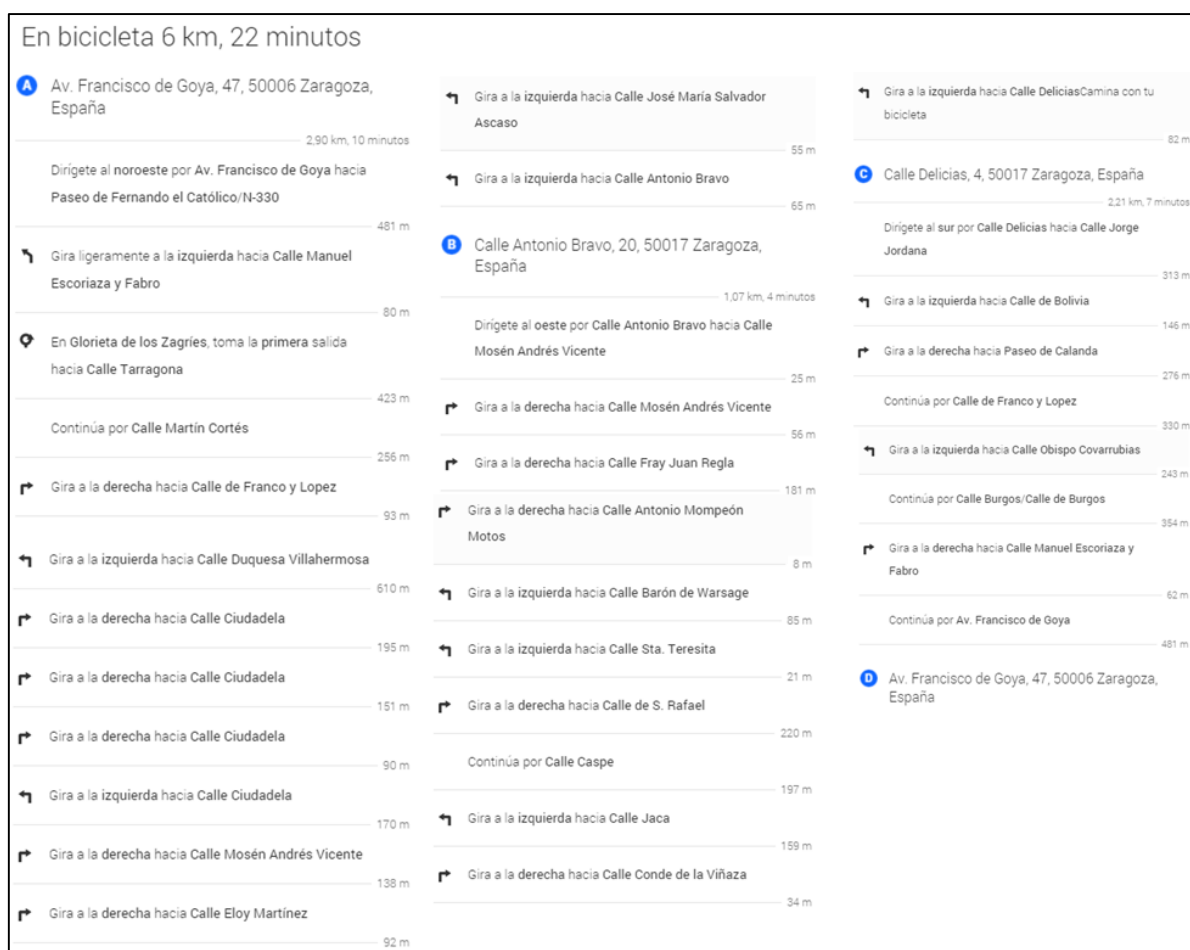 En bicicleta 6 km, 22 minutos
A
Av. Francisco de Goya, 47, 50006 Zaragoza,
España
2,90 km, 10 minutos
Dirígete al noroeste por Av. Francisco de Goya hacia
Paseo de Fernando el Católico/N-330
481 m
Gira ligeramente a la izquierda hacia Calle Manuel
Escoriaza y Fabro
80 m
En Glorieta de los Zagríes, toma la primera salida
hacia Calle Tarragona
423 m
Continúa por Calle Martín Cortés
256 m
Gira a la derecha hacia Calle de Franco y Lopez
93 m
Gira a la izquierda hacia Calle Duquesa Villahermosa
610 m
Gira a la derecha hacia Calle Ciudadela
195 m
Gira a la derecha hacia Calle Ciudadela
151 m
Gira a la derecha hacia Calle Ciudadela
90 m
Gira a la izquierda hacia Calle Ciudadela
170 m
Gira a la derecha hacia Calle Mosén Andrés Vicente
138 m
Gira a la derecha hacia Calle Eloy Martínez
92 m
Gira a la izquierda hacia Calle José María Salvador
Ascaso
55 m
Gira a la izquierda hacia Calle Antonio Bravo
65 m
B
Calle Antonio Bravo, 20, 50017 Zaragoza,
España
1,07 km, 4 minutos
Dirígete al oeste por Calle Antonio Bravo hacia Calle
Mosén Andrés Vicente
25 m
Gira a la derecha hacia Calle Mosén Andrés Vicente
56 m
Gira a la derecha hacia Calle Fray Juan Regla
181 m
Gira a la derecha hacia Calle Antonio Mompeón
Motos
8 m
Gira a la izquierda hacia Calle Barón de Warsage
85 m
Gira a la izquierda hacia Calle Sta. Teresita
21 m
Gira a la derecha hacia Calle de S. Rafael
220 m
Continúa por Calle Caspe
197 m
Gira a la izquierda hacia Calle Jaca
159 m
Gira a la derecha hacia Calle Conde de la Viñaza
34 m
Gira a la izquierda hacia Calle DeliciasCamina con tu
bicicleta
82 m
C
Calle Delicias, 4, 50017 Zaragoza, España
2,21 km, 7 minutos
Dirígete al sur por Calle Delicias hacia Calle Jorge
Jordana
313 m
Gira a la izquierda hacia Calle de Bolivia
146 m
Gira a la derecha hacia Paseo de Calanda
276 m
Continúa por Calle de Franco y Lopez
330 m
Gira a la izquierda hacia Calle Obispo Covarrubias
243 m
Continúa por Calle Burgos/Calle de Burgos
354 m
Gira a la derecha hacia Calle Manuel Escoriaza y
Fabro
62 m
Continúa por Av. Francisco de Goya
481 m
D
Av. Francisco de Goya, 47, 50006 Zaragoza,
España